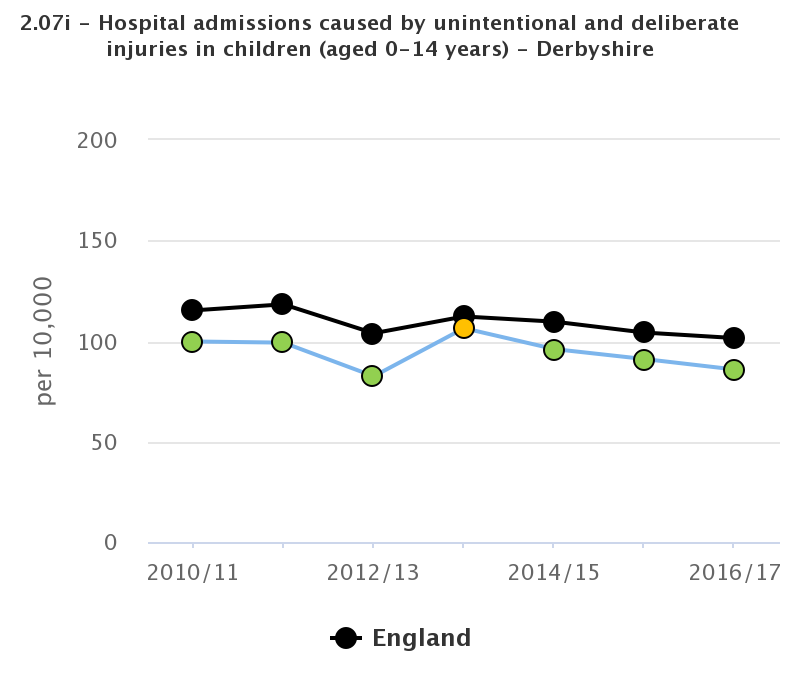 2.07i – Hospital admissions caused by unintentional and deliberate
injuries in children (aged 0–14 years) – Derbyshire
200
150
100
50
0
per 10,000
2010/11
2012/13
2014/15
2016/17
England